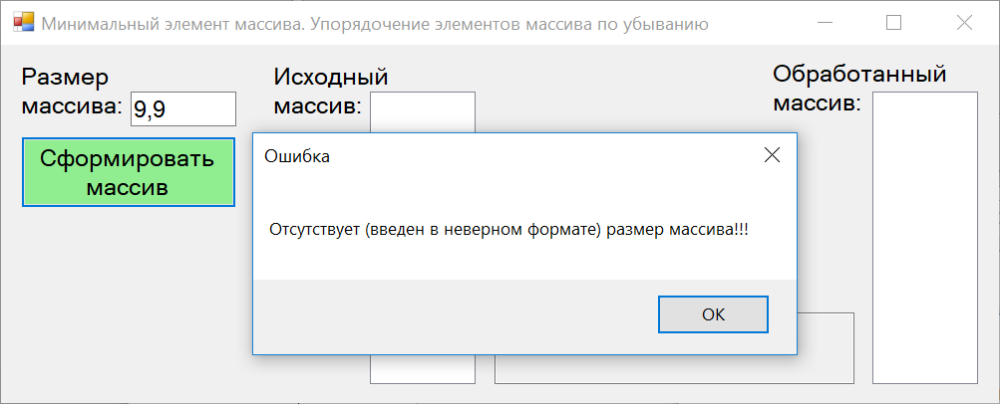 Минимальный элемент массива. Упорядочение элементов массива по убыванию
Размер
массива: 9,9
Сформировать
массив
Исходный
массив:
Обработанный
массив:
Ошибка
Отсутствует (введен в неверном формате) размер массива!!!
ОК